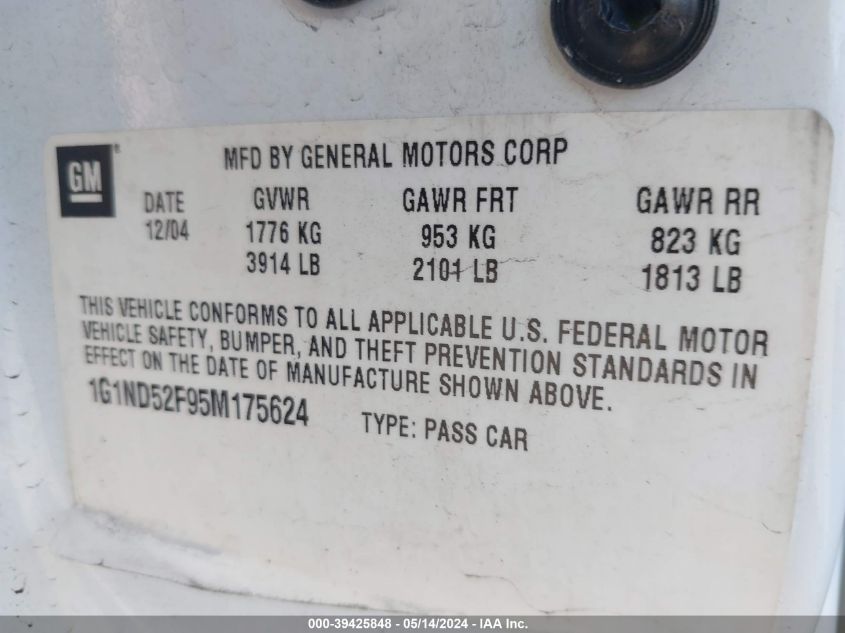 MFD BY GENERAL MOTORS CORP
GM®
DATE GVWR GAWR FRT GAWR RR
12/04 1776 KG 953 KG 823 KG
3914 LB 2101 LB 1813 LB
THIS VEHICLE CONFORMS TO ALL APPLICABLE U.S. FEDERAL MOTOR
VEHICLE SAFETY, BUMPER, AND THEFT PREVENTION STANDARDS IN
EFFECT ON THE DATE OF MANUFACTURE SHOWN ABOVE.
1G1ND52F95M175624 TYPE: PASS CAR
000-39425848 - 05/14/2024 - IAA Inc.